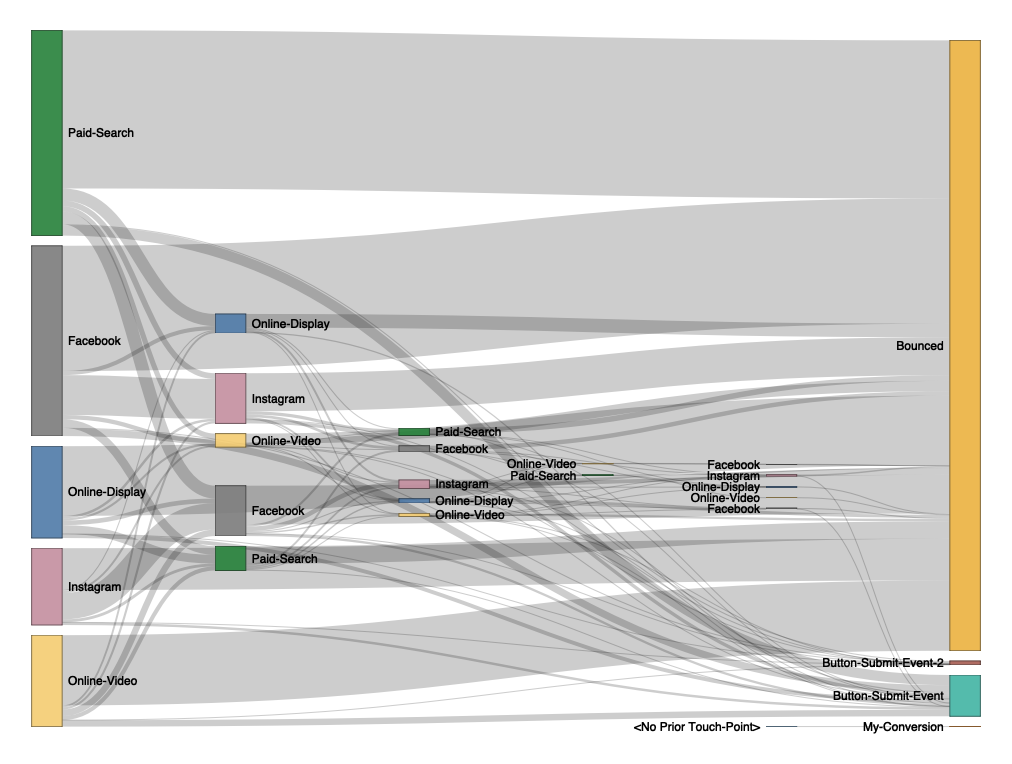 Paid-Search
Facebook
Online-Display
Instagram
Online-Video
Online-Display
Instagram
Online-Video
Facebook
Paid-Search
Paid-Search
Facebook
Instagram
Online-Display
Online-Video
Online-Video
Paid-Search
Facebook
Instagram
Online-Display
Online-Video
Facebook
<No Prior Touch-Point>
Bounced
Button-Submit-Event-2
Button-Submit-Event
My-Conversion